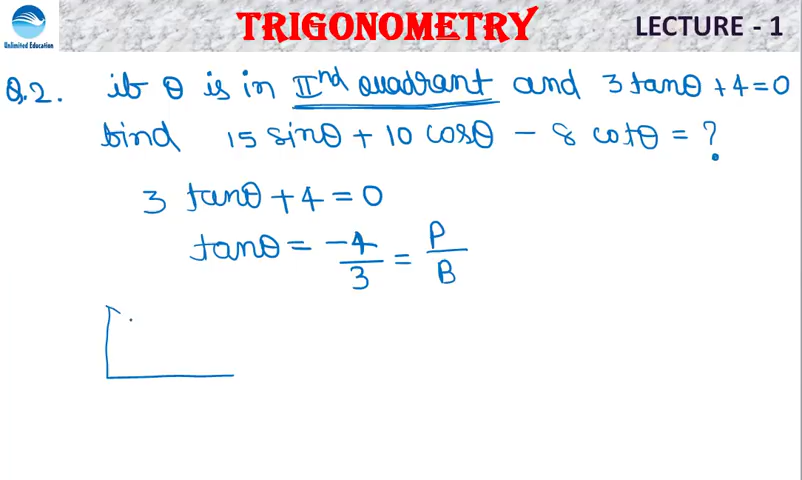 TRIGONOMETRY
LECTURE - 1
Unlimited Education
Q.2. if θ is in IInd quadrant and 3 tanθ + 4 = 0
find 15 sinθ + 10 cosθ - 8 cotθ = ?
3 tanθ + 4 = 0
tanθ = -4/3 = P/B